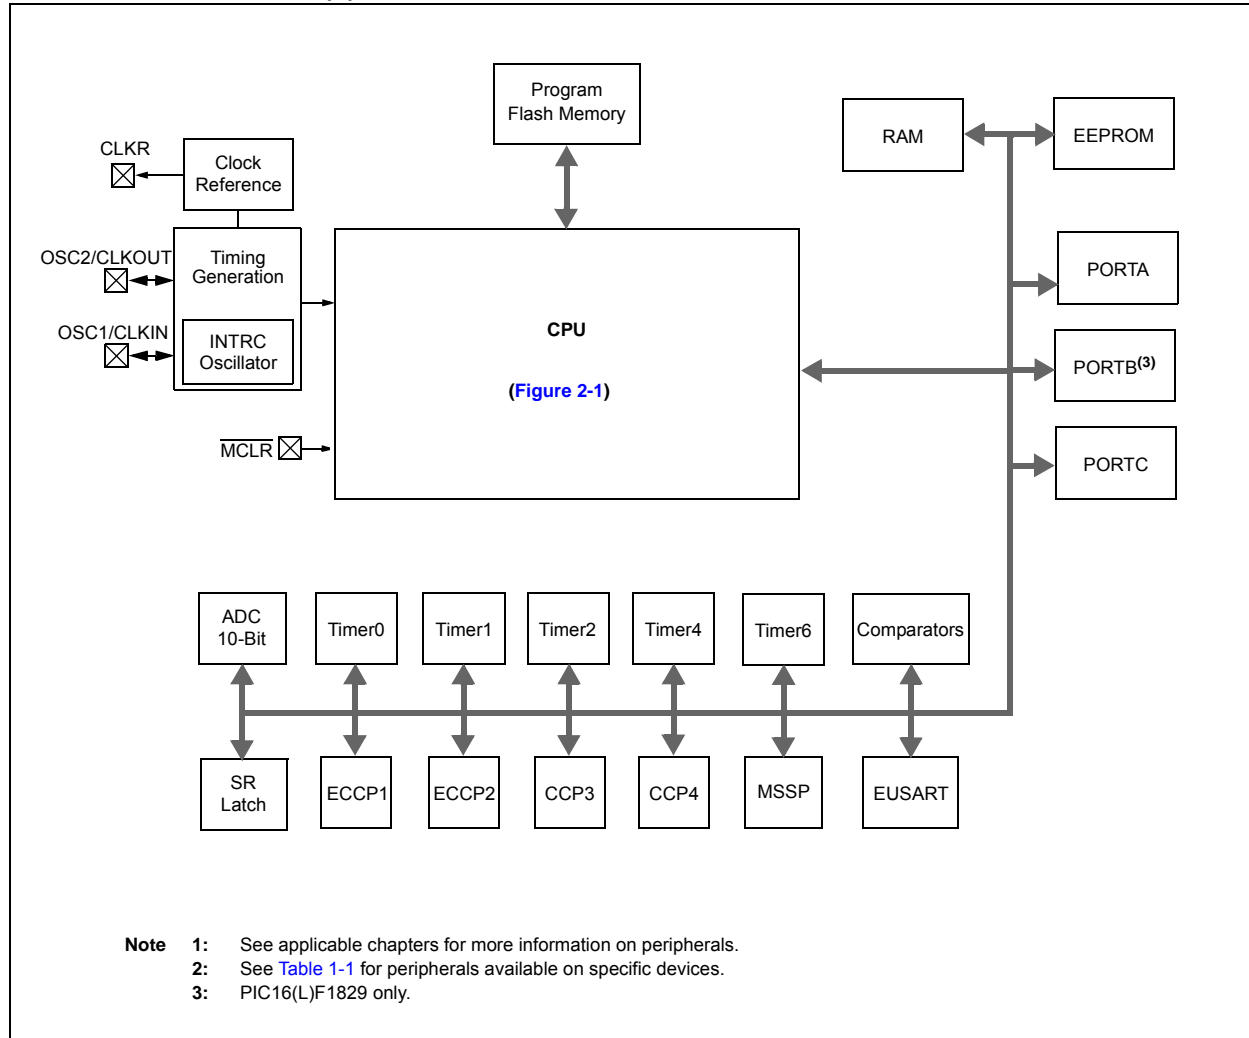 Program
Flash Memory
RAM
EEPROM
CLKR
Clock
Reference
OSC2/CLKOUT
Timing
Generation
PORTA
OSC1/CLKIN
INTRC
Oscillator
CPU
(Figure 2-1)
PORTB(3)
MCLR
PORTC
ADC
10-Bit
Timer0
Timer1
Timer2
Timer4
Timer6
Comparators
SR
Latch
ECCP1
ECCP2
CCP3
CCP4
MSSP
EUSART
Note 1: See applicable chapters for more information on peripherals.
2: See Table 1-1 for peripherals available on specific devices.
3: PIC16(L)F1829 only.